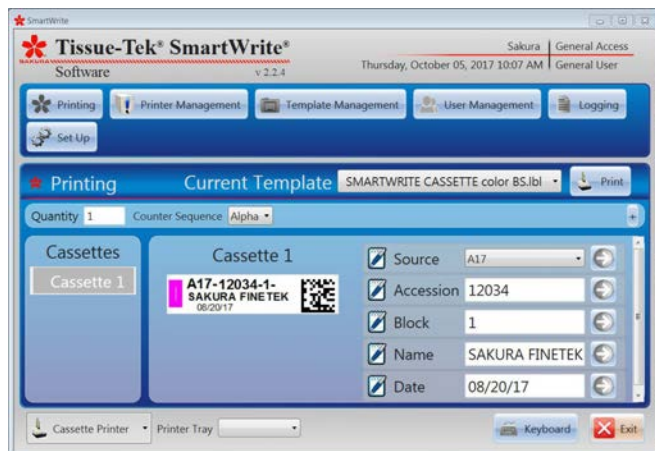 SmartWrite
Tissue-Tek® SmartWrite®
SAKURA
Software
v 2.2.4
Sakura
General Access
Thursday, October 05, 2017 10:07 AM
General User
Printing
Printer Management
Template Management
User Management
Logging
Set Up
Printing
Current Template
SMARTWRITE CASSETTE color BS.lbl
Print
Quantity 1
Counter Sequence Alpha
+
Cassettes
Cassette 1
Cassette 1
A17-12034-1-
SAKURA FINETEK
08/20/17
Source A17
Accession 12034
Block 1
Name SAKURA FINETEK
Date 08/20/17
Cassette Printer
Printer Tray
Keyboard
Exit